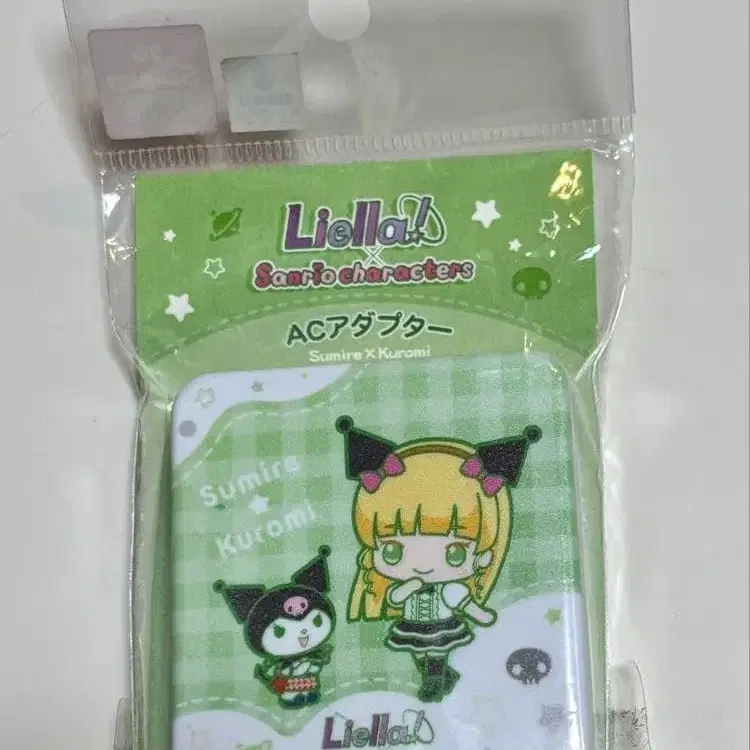 Liella!
×
Sanrio characters
ACアダプター
Sumire×Kuromi
Sumire
★
Kuromi
Liella!